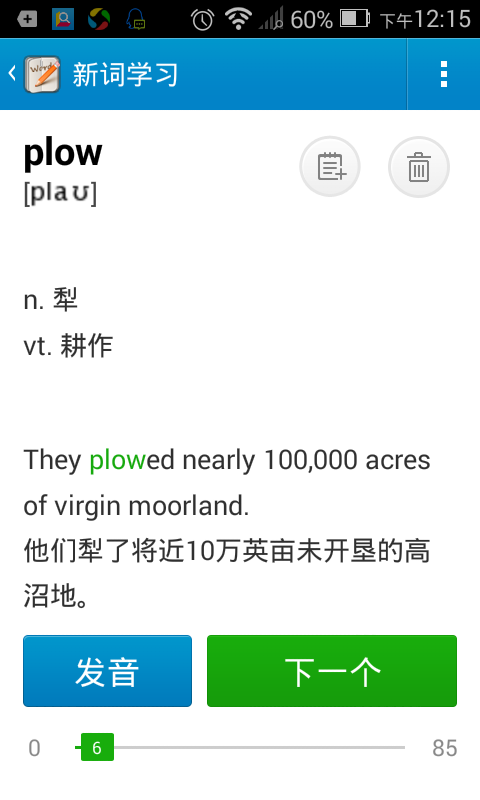 60% 下午12:15
新词学习
plow
[plaʊ]
n. 犁
vt. 耕作
They plowed nearly 100,000 acres
of virgin moorland.
他们犁了将近10万英亩未开垦的高
沼地。
发音 下一个
0 6 85